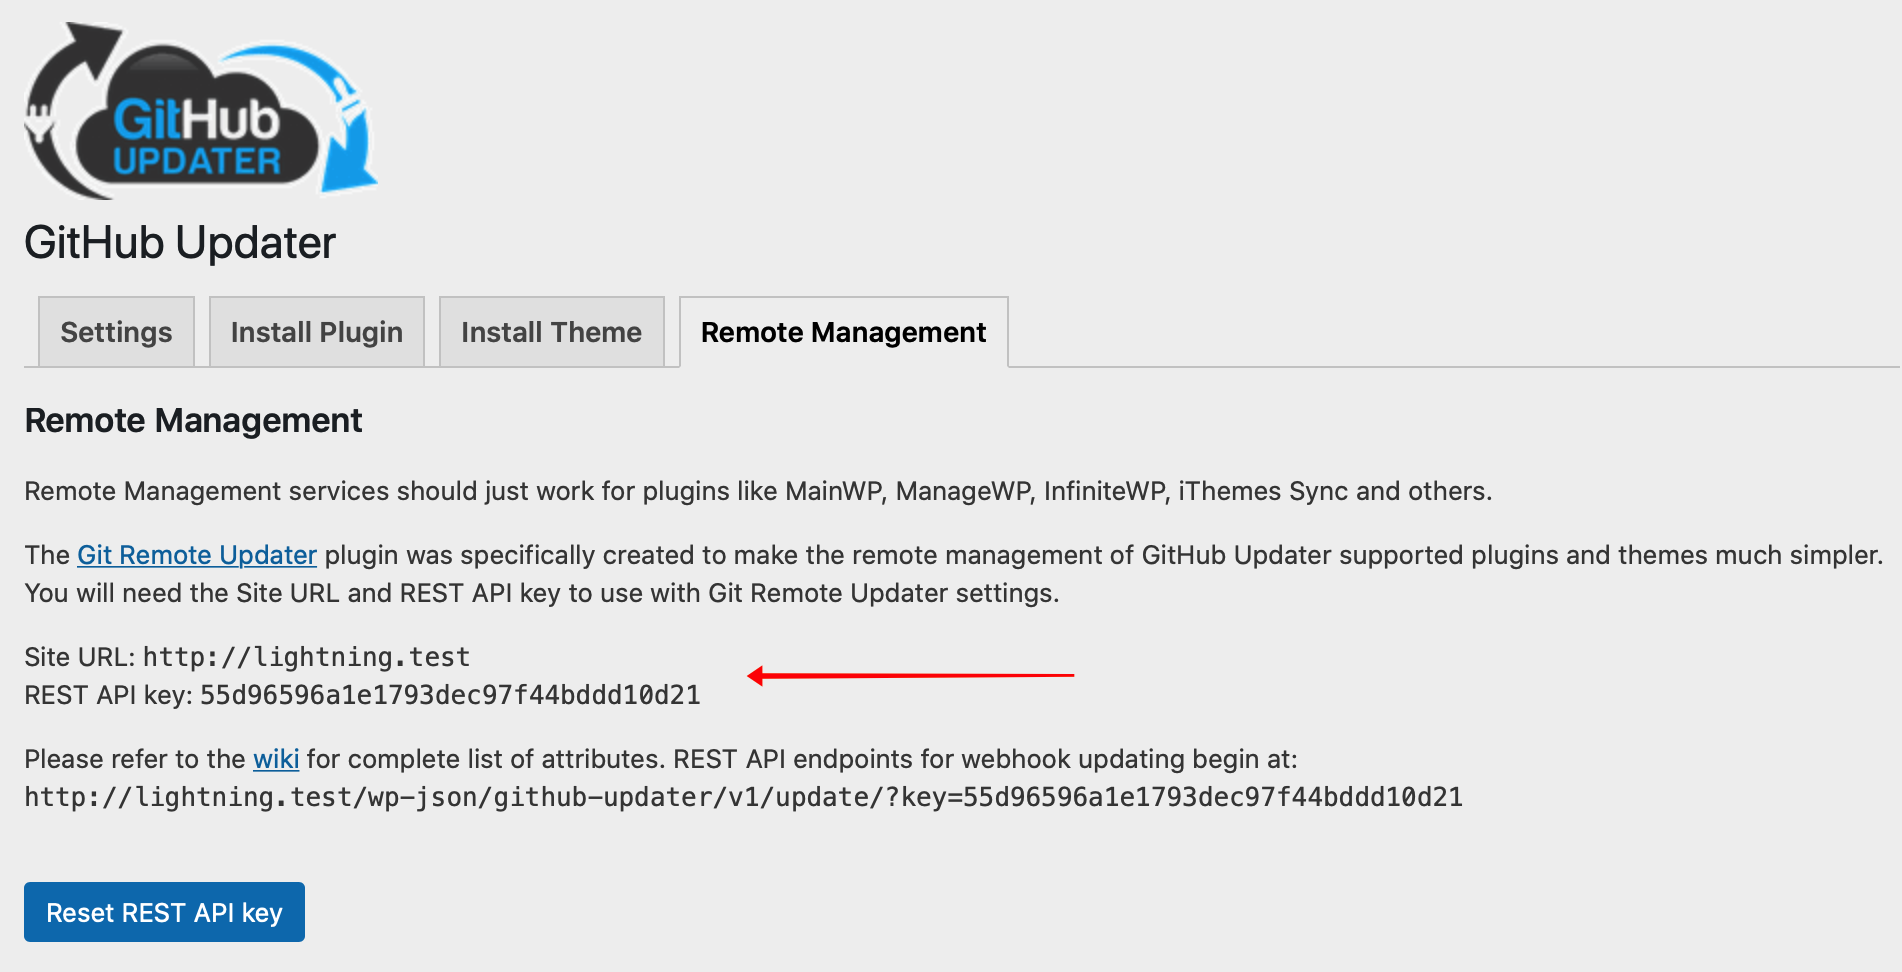 GitHub
UPDATER
GitHub Updater
Settings
Install Plugin
Install Theme
Remote Management
Remote Management
Remote Management services should just work for plugins like MainWP, ManageWP, InfiniteWP, iThemes Sync and others.
The Git Remote Updater plugin was specifically created to make the remote management of GitHub Updater supported plugins and themes much simpler.
You will need the Site URL and REST API key to use with Git Remote Updater settings.
Site URL: http://lightning.test
REST API key: 55d96596a1e1793dec97f44bddd10d21
Please refer to the wiki for complete list of attributes. REST API endpoints for webhook updating begin at:
http://lightning.test/wp-json/github-updater/v1/update/?key=55d96596a1e1793dec97f44bddd10d21
Reset REST API key